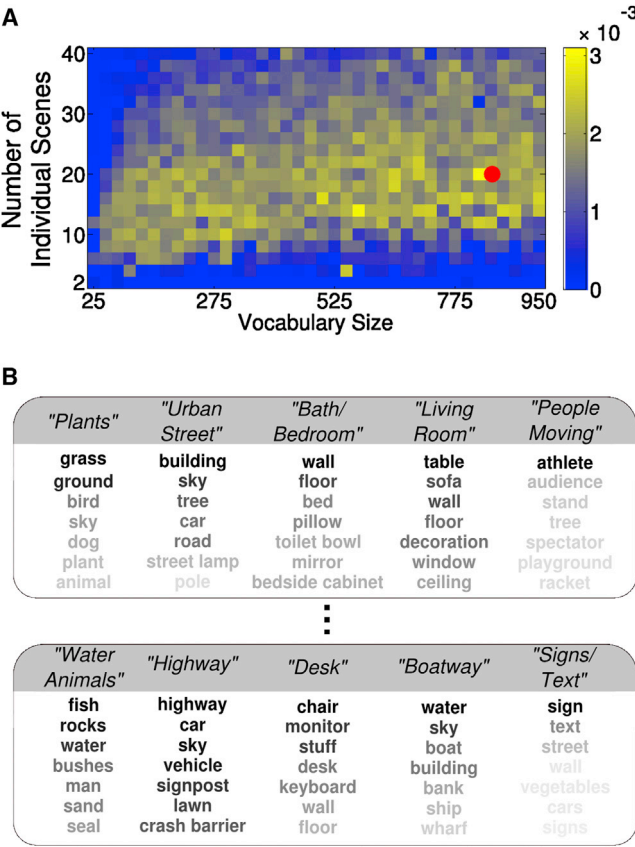 A
× 10 -3
Number of
Individual Scenes
40
30
20
10
2
25 275 525 775 950
Vocabulary Size
3
2
1
0
B
"Plants" "Urban Street" "Bath/ Bedroom" "Living Room" "People Moving"
grass building wall table athlete
ground sky floor sofa audience
bird tree bed wall stand
sky car pillow floor tree
dog road toilet bowl decoration spectator
plant street lamp mirror window playground
animal pole bedside cabinet ceiling racket
"Water Animals" "Highway" "Desk" "Boatway" "Signs/ Text"
fish highway chair water sign
rocks car monitor sky text
water sky stuff boat street
bushes vehicle desk building wall
man signpost keyboard bank vegetables
sand lawn wall ship cars
seal crash barrier floor wharf signs